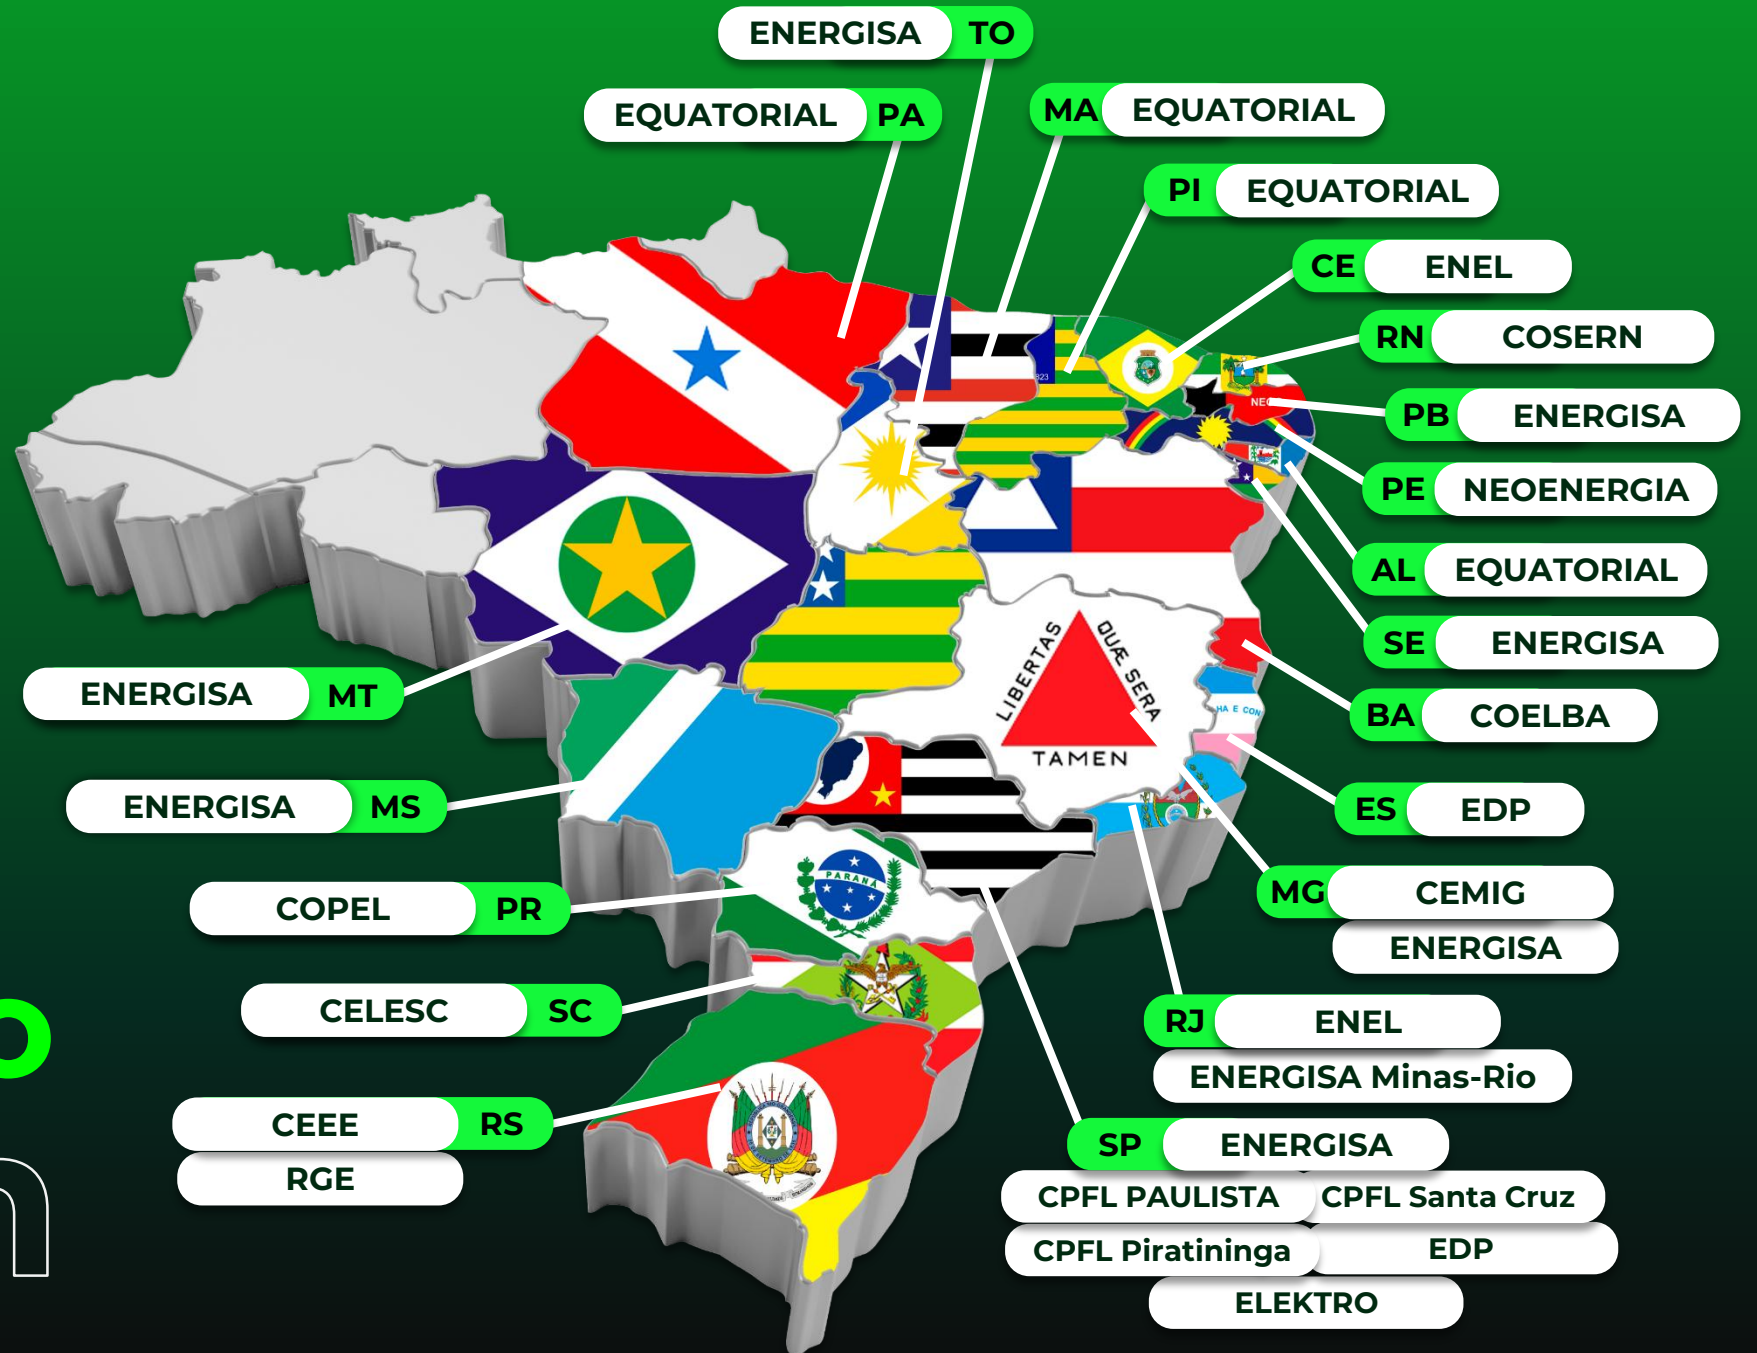 ENERGISA TO
EQUATORIAL PA
MA EQUATORIAL
PI EQUATORIAL
CE ENEL
RN COSERN
PB ENERGISA
PE NEOENERGIA
AL EQUATORIAL
SE ENERGISA
BA COELBA
ES EDP
MG CEMIG
ENERGISA
RJ ENEL
ENERGISA Minas-Rio
SP ENERGISA
CPFL PAULISTA CPFL Santa Cruz
CPFL Piratininga EDP
ELEKTRO
ENERGISA MT
ENERGISA MS
COPEL PR
CELESC SC
CEEE RS
RGE
LIBERTAS
QUÆ SERA
TAMEN
PARANÁ
HA E CON
823